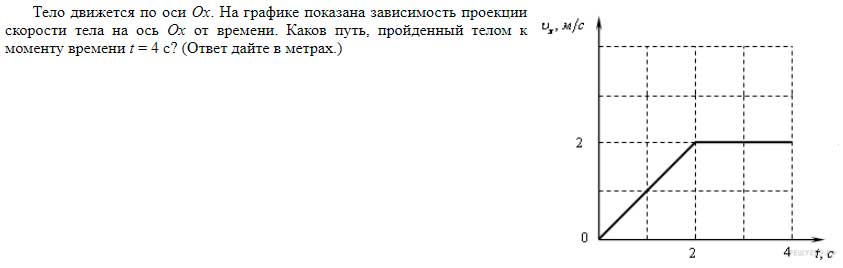 Тело движется по оси Ox. На графике показана зависимость проекции
скорости тела на ось Ox от времени. Каков путь, пройденный телом к
моменту времени t = 4 с? (Ответ дайте в метрах.)
υx, м/с
2
0
2
4
t, с